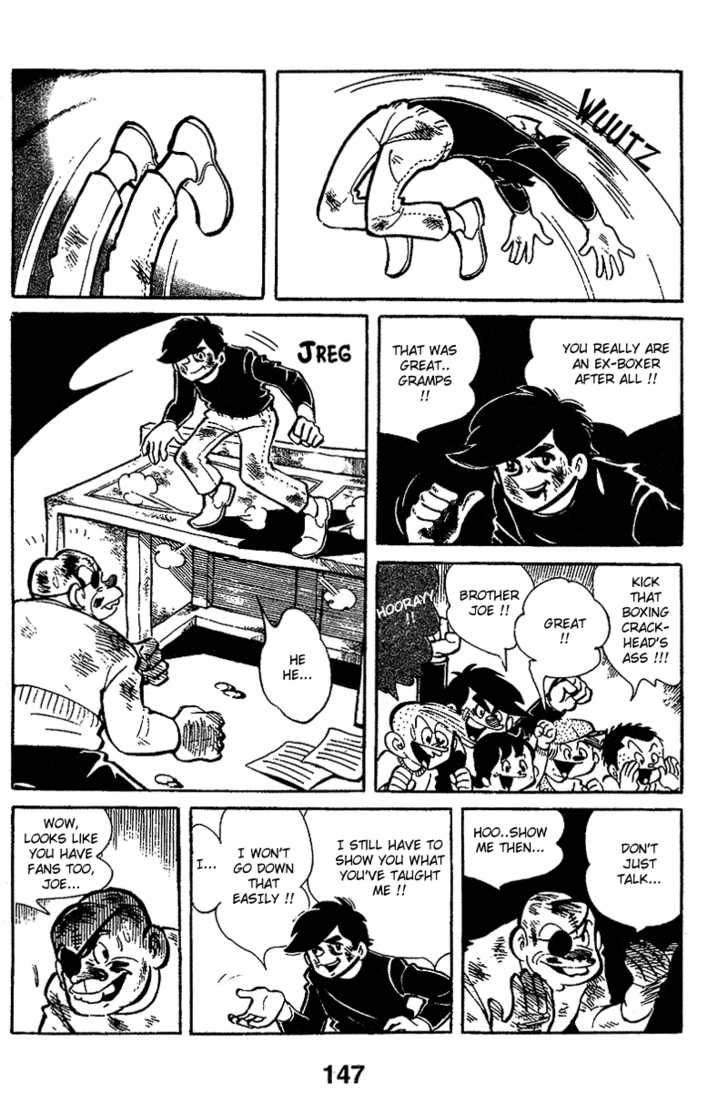 WUUTZ
JREG
HE
HE...
THAT WAS
GREAT..
GRAMPS
!!
YOU REALLY ARE
AN EX-BOXER
AFTER ALL !!
HOORAYY
!!
BROTHER
JOE !!
GREAT
!!
KICK
THAT
BOXING
CRACK-
HEAD'S
ASS !!!
WOW,
LOOKS LIKE
YOU HAVE
FANS TOO,
JOE...
I...
I WON'T
GO DOWN
THAT
EASILY !!
I STILL HAVE TO
SHOW YOU WHAT
YOU'VE TAUGHT
ME !!
HOO..SHOW
ME THEN...
DON'T
JUST
TALK...
147